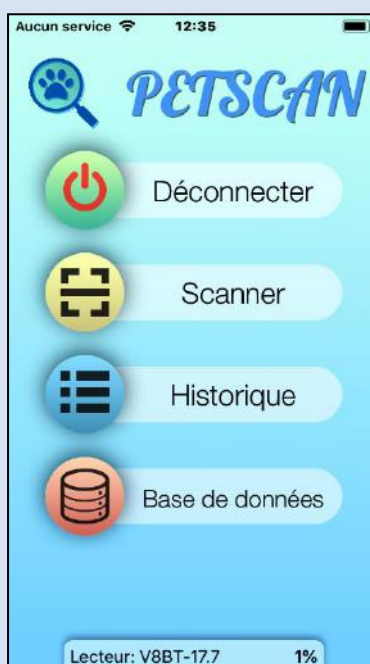 Aucun service 12:35
PETSCAN
Déconnecter
Scanner
Historique
Base de données
Lecteur: V8BT-17.7 1%